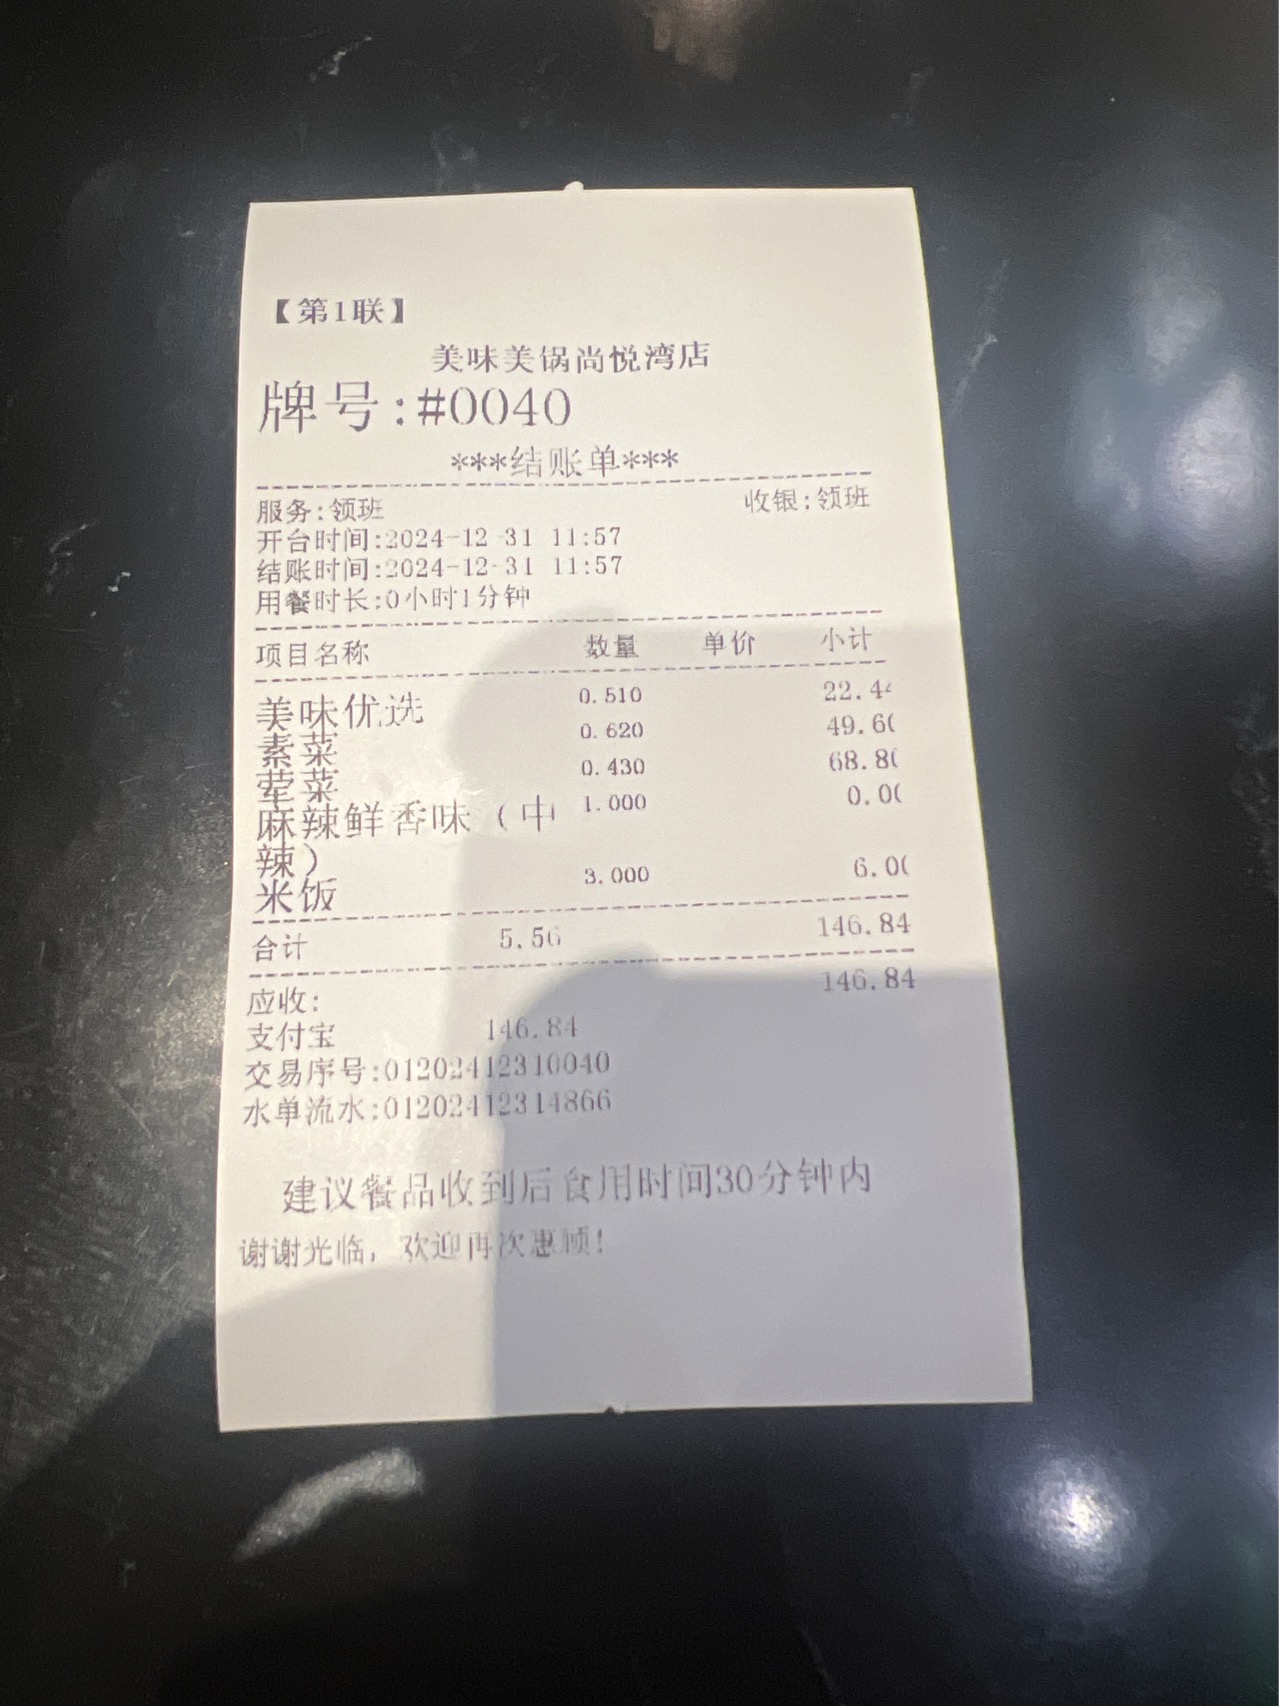 【第1联】
美味美锅尚悦湾店
牌号:#0040
***结账单***
服务:领班 收银:领班
开台时间:2024-12-31 11:57
结账时间:2024-12-31 11:57
用餐时长:0小时1分钟
项目名称 数量 单价 小计
美味优选 0.510 22.44
素菜 0.620 49.60
荤菜 0.430 68.80
麻辣鲜香味（中 1.000 0.00
辣）
米饭 3.000 6.00
合计 5.56 146.84
应收: 146.84
支付宝 146.84
交易序号:01202412310040
水单流水:01202412314866
建议餐品收到后食用时间30分钟内
谢谢光临，欢迎再次惠顾！